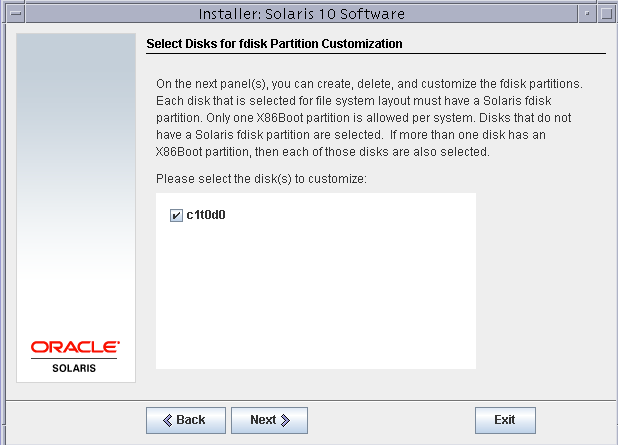 Installer: Solaris 10 Software
Select Disks for fdisk Partition Customization
On the next panel(s), you can create, delete, and customize the fdisk partitions.
Each disk that is selected for file system layout must have a Solaris fdisk
partition. Only one X86Boot partition is allowed per system. Disks that do not
have a Solaris fdisk partition are selected.  If more than one disk has an
X86Boot partition, then each of those disks are also selected.
Please select the disk(s) to customize:
c1t0d0
ORACLE
SOLARIS
Back
Next
Exit